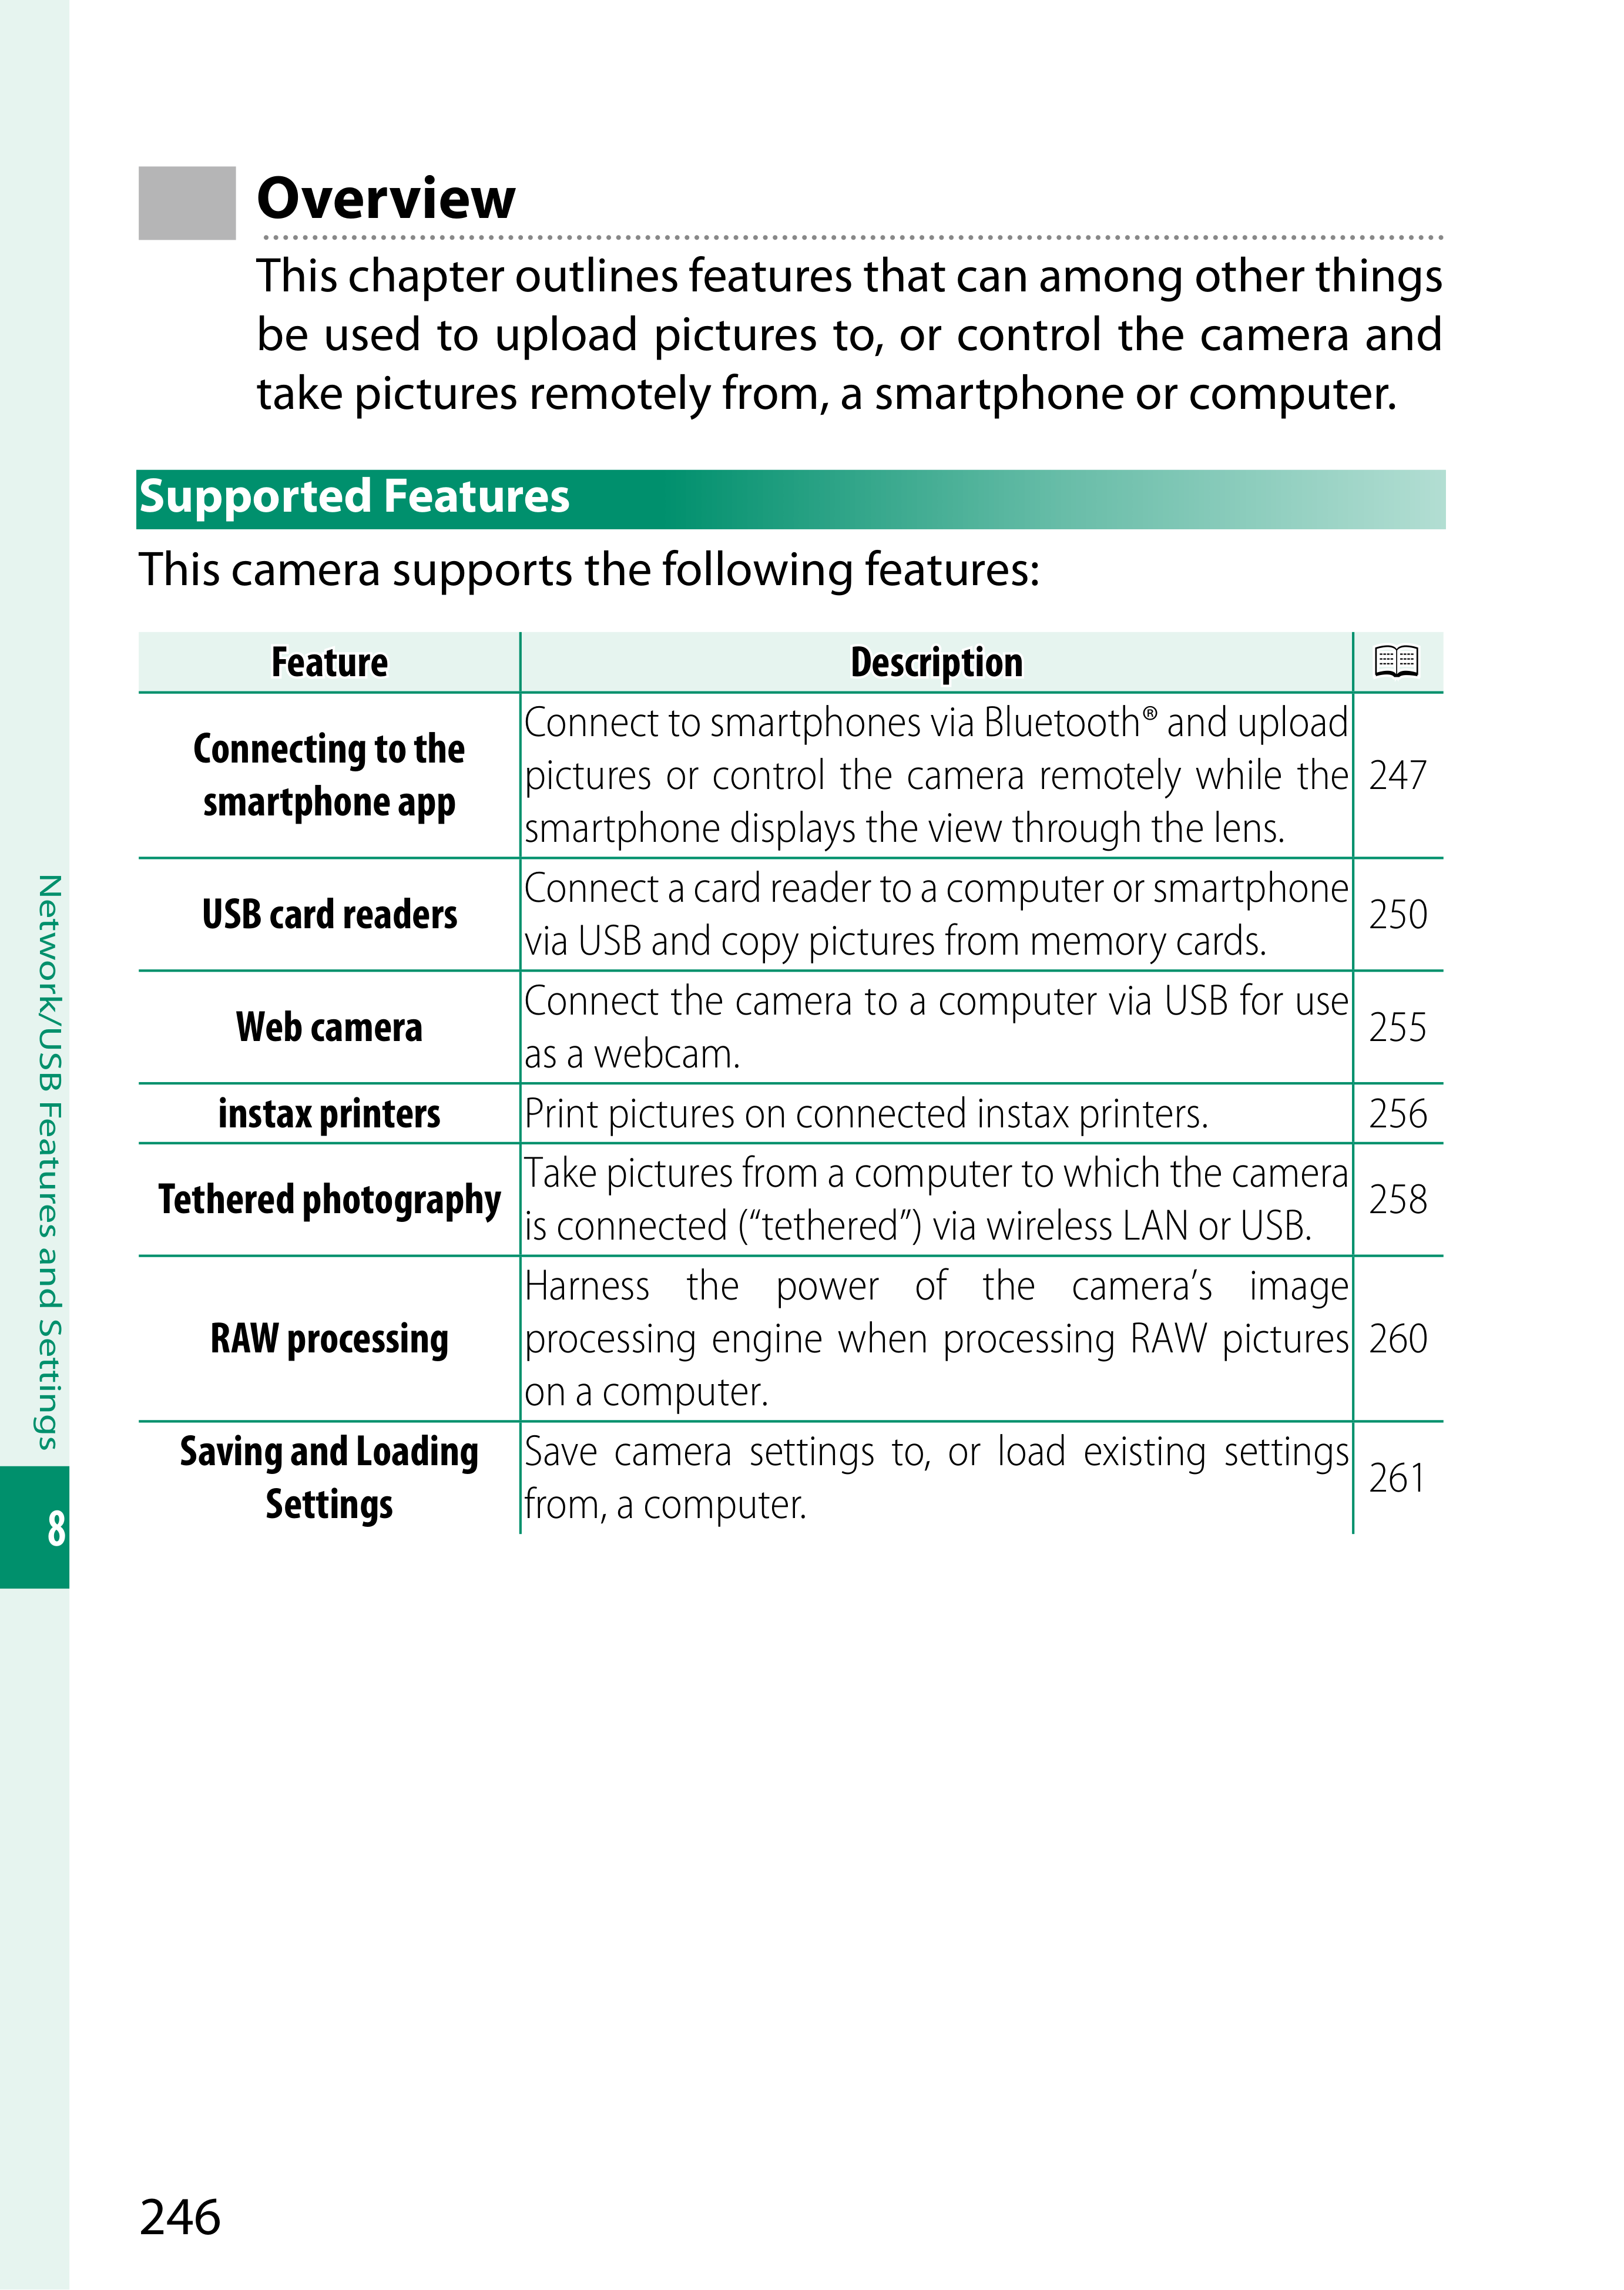 Overview
This chapter outlines features that can among other things
be used to upload pictures to, or control the camera and
take pictures remotely from, a smartphone or computer.
Supported Features
This camera supports the following features:
Feature Description
Connecting to the
smartphone app
Connect to smartphones via Bluetooth® and upload
pictures or control the camera remotely while the
smartphone displays the view through the lens.
247
USB card readers
Connect a card reader to a computer or smartphone
via USB and copy pictures from memory cards.
250
Web camera
Connect the camera to a computer via USB for use
as a webcam.
255
instax printers
Print pictures on connected instax printers.
256
Tethered photography
Take pictures from a computer to which the camera
is connected (“tethered”) via wireless LAN or USB.
258
RAW processing
Harness the power of the camera’s image
processing engine when processing RAW pictures
on a computer.
260
Saving and Loading
Settings
Save camera settings to, or load existing settings
from, a computer.
261
Network/USB Features and Settings
8
246